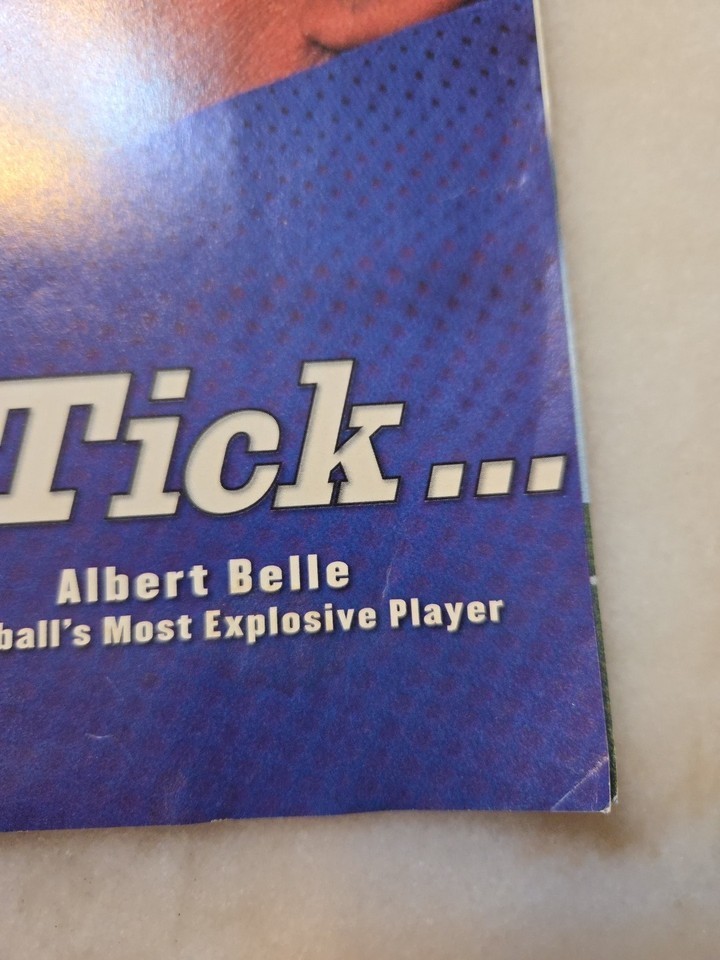 Tick...
Albert Belle
ball's Most Explosive Player